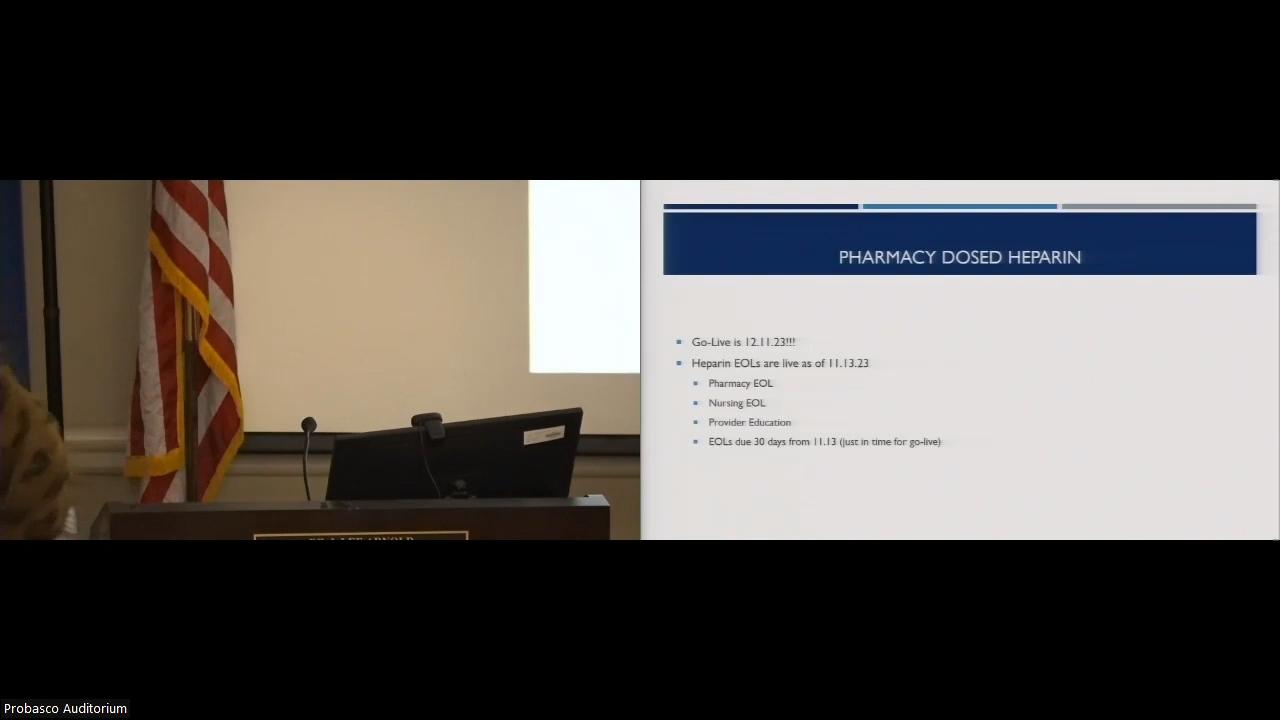 PHARMACY DOSED HEPARIN
Go-Live is 12.11.23!!!
Heparin EOLs are live as of 11.13.23
Pharmacy EOL
Nursing EOL
Provider Education
EOLs due 30 days from 11.13 (just in time for go-live)
Probasco Auditorium